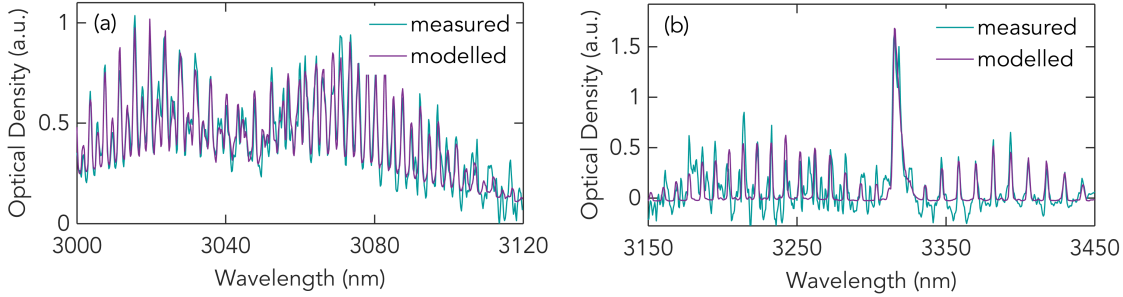 (a)
measured
modelled
Optical Density (a.u.)
1
0.5
0
3000 3040 3080 3120
Wavelength (nm)
(b)
measured
modelled
Optical Density (a.u.)
1.5
1
0.5
0
3150 3250 3350 3450
Wavelength (nm)